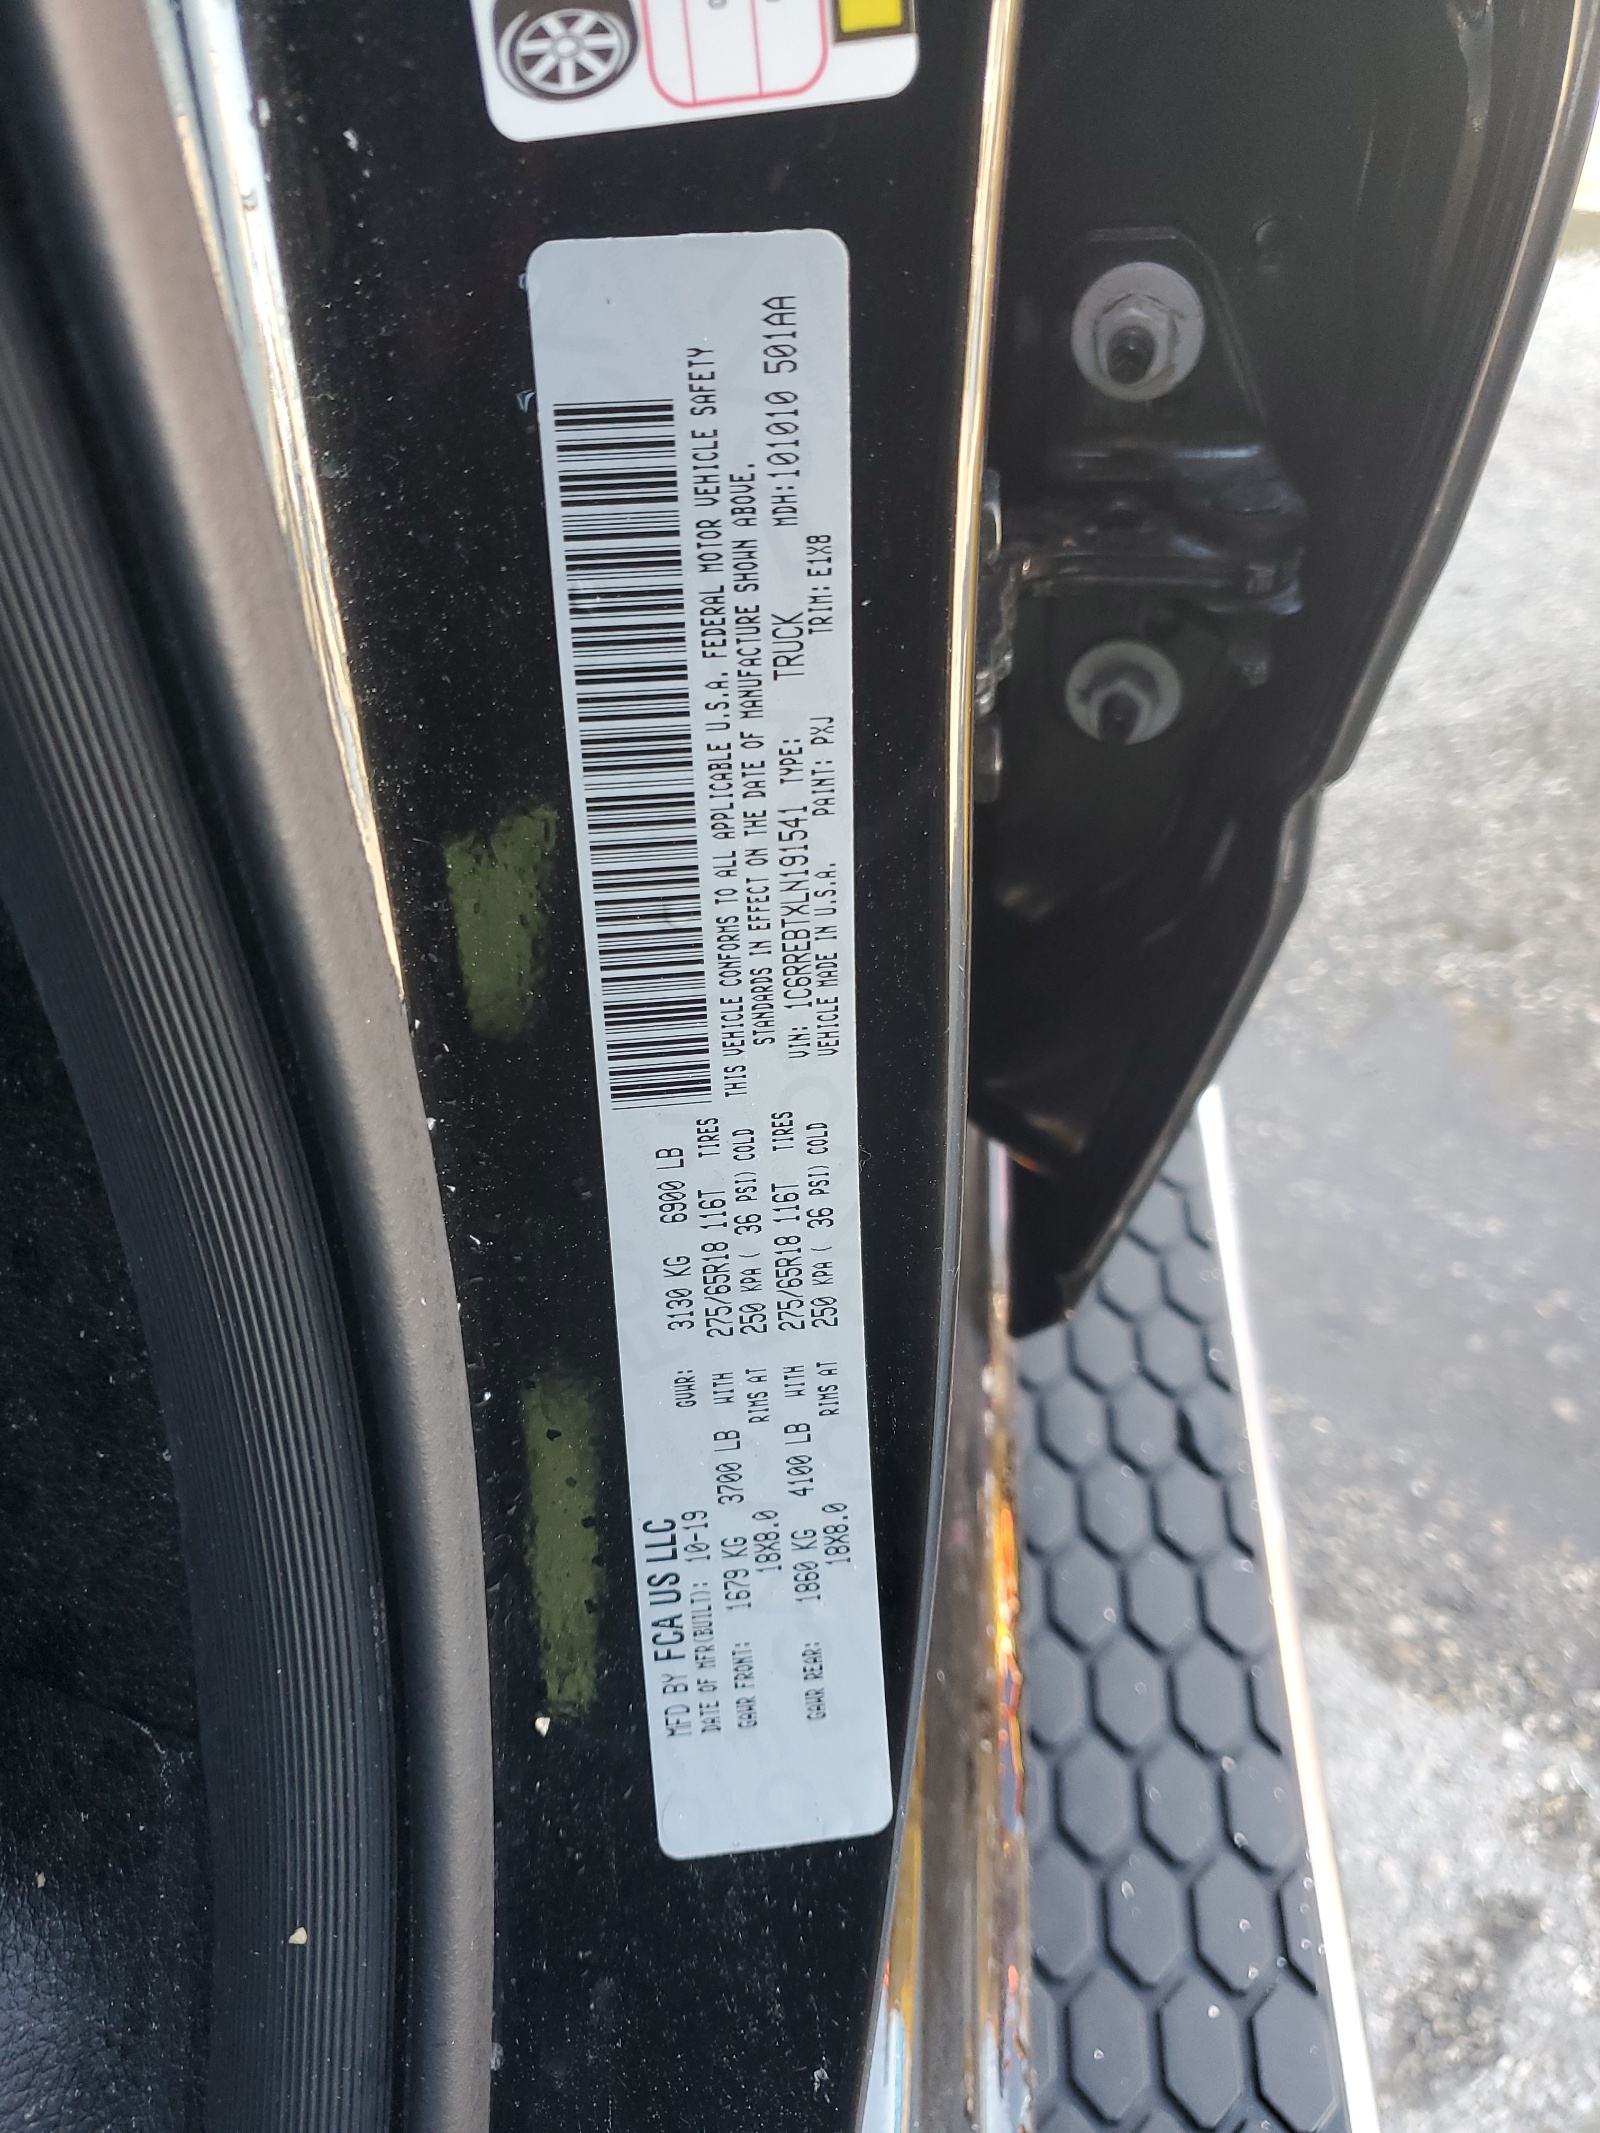 MFD BY FCA US LLC
DATE OF MFR(BUILT): 10-19 GVWR: 3130 KG 6900 LB
GAWR FRONT: 1679 KG 3700 LB WITH 275/65R18 116T TIRES
18X8.0 RIMS AT 250 KPA ( 36 PSI) COLD
GAWR REAR: 1860 KG 4100 LB WITH 275/65R18 116T TIRES
18X8.0 RIMS AT 250 KPA ( 36 PSI) COLD
THIS VEHICLE CONFORMS TO ALL APPLICABLE U.S.A. FEDERAL MOTOR VEHICLE SAFETY
STANDARDS IN EFFECT ON THE DATE OF MANUFACTURE SHOWN ABOVE.
VIN: 1C6RREBTXLN191541 TYPE: TRUCK MDH:101010 501AA
VEHICLE MADE IN U.S.A. PAINT: PXJ TRIM: E1X8